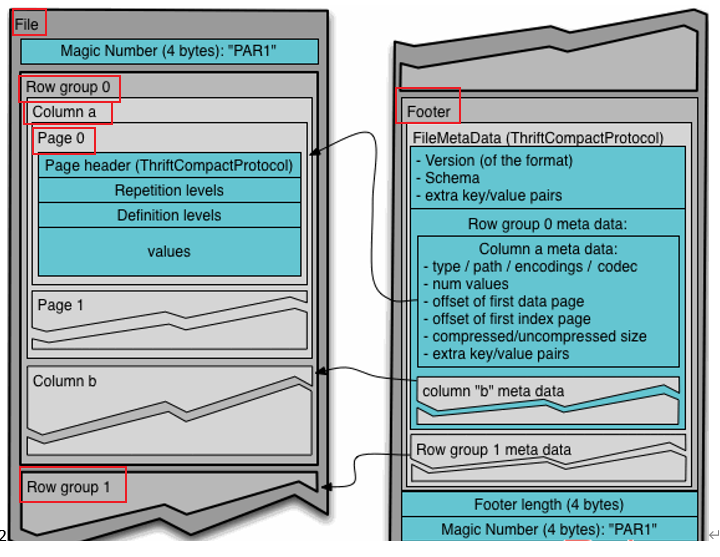 File
Magic Number (4 bytes): "PAR1"
Row group 0
Column a
Page 0
Page header (ThriftCompactProtocol)
Repetition levels
Definition levels
values
Page 1
Column b
Row group 1
2
Footer
FileMetaData (ThriftCompactProtocol)
- Version (of the format)
- Schema
- extra key/value pairs
Row group 0 meta data:
Column a meta data:
- type / path / encodings / codec
- num values
- offset of first data page
- offset of first index page
- compressed/uncompressed size
- extra key/value pairs
column "b" meta data
Row group 1 meta data
Footer length (4 bytes)
Magic Number (4 bytes): "PAR1"